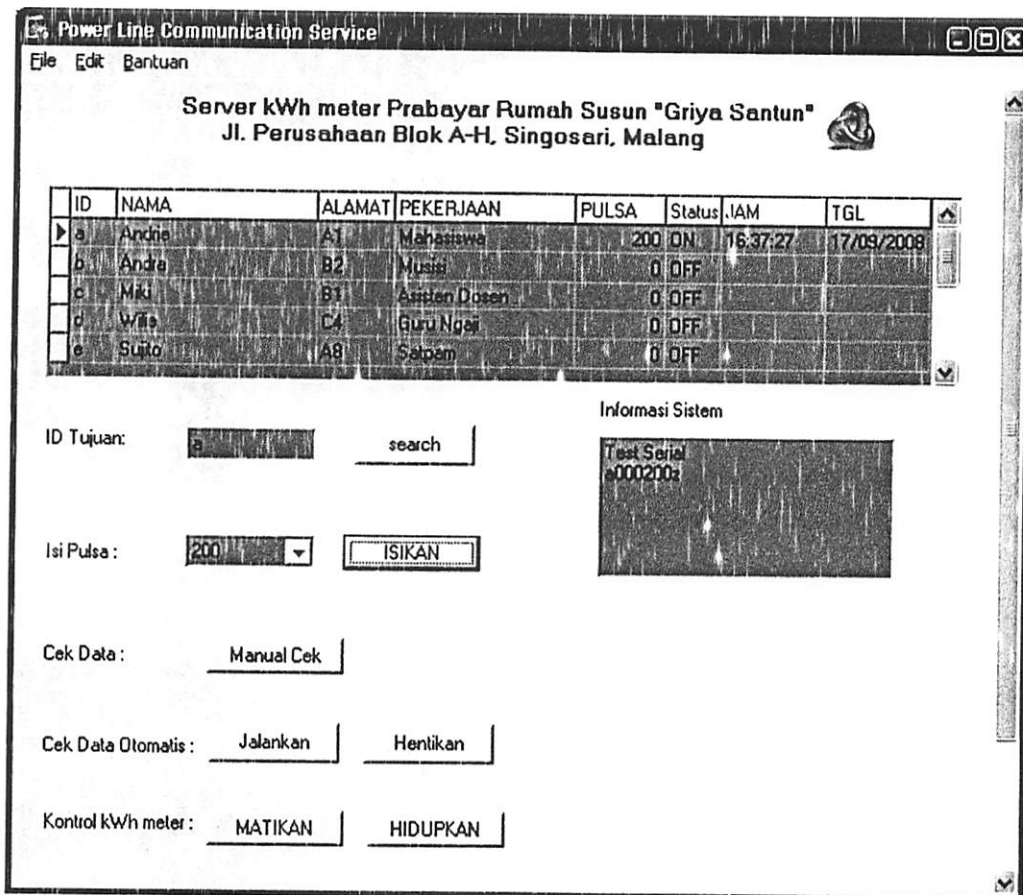 Power Line Communication Service
File Edit Bantuan
Server kWh meter Prabayar Rumah Susun "Griya Santun"
Jl. Perusahaan Blok A-H, Singosari, Malang
ID NAMA ALAMAT PEKERJAAN PULSA Status JAM TGL
a Andrie A1 Mahasiswa 200 ON 16:37:27 17/09/2008
b Andra B2 Musisi 0 OFF
c Miki B1 Asisten Dosen 0 OFF
d Wilis C4 Guru Ngaji 0 OFF
e Sujito A8 Satpam 0 OFF
Informasi Sistem
ID Tujuan: a search
Test Serial
a000200z
Isi Pulsa : 200 ISIKAN
Cek Data : Manual Cek
Cek Data Otomatis : Jalankan Hentikan
Kontrol kWh meter : MATIKAN HIDUPKAN